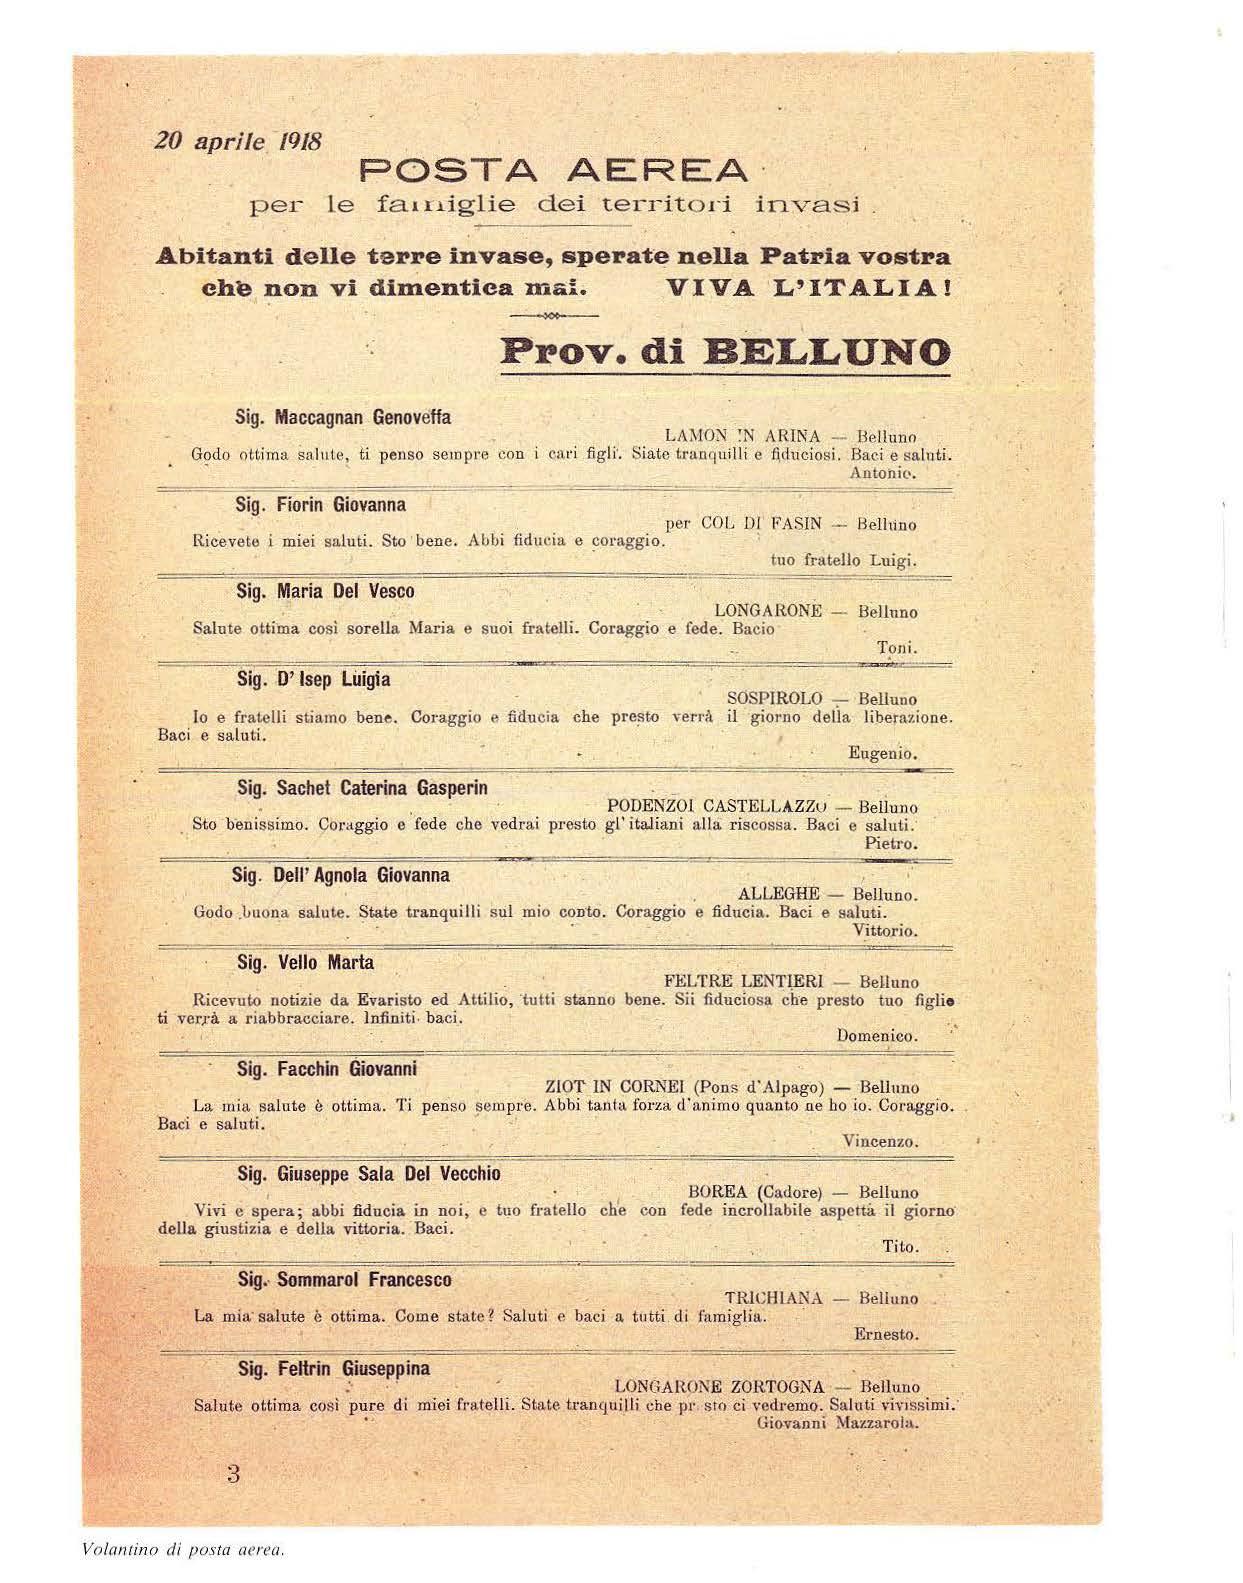 20 aprile 1918
POSTA AEREA
per le famiglie dei territori invasi
Abitanti delle terre invase, sperate nella Patria vostra
che non vi dimentica mai. VIVA L'ITALIA!
Prov. di BELLUNO
Sig. Maccagnan Genoveffa
LAMON IN ARINA — Belluno
Godo ottima salute, ti penso sempre con i cari figli. Siate tranquilli e fiduciosi. Baci e saluti.
Antonio.
Sig. Fiorin Giovanna
per COL DI FASIN — Belluno
Ricevete i miei saluti. Sto bene. Abbi fiducia e coraggio.
tuo fratello Luigi.
Sig. Maria Del Vesco
LONGARONE — Belluno
Salute ottima così sorella Maria e suoi fratelli. Coraggio e fede. Bacio
Toni.
Sig. D' Isep Luigia
SOSPIROLO — Belluno
Io e fratelli stiamo bene. Coraggio e fiducia che presto verrà il giorno della liberazione.
Baci e saluti.
Eugenio.
Sig. Sachet Caterina Gasperin
PODENZOI CASTELLAZZO — Belluno
Sto benissimo. Coraggio e fede che vedrai presto gl'italiani alla riscossa. Baci e saluti.
Pietro.
Sig. Dell' Agnola Giovanna
ALLEGHE — Belluno.
Godo buona salute. State tranquilli sul mio conto. Coraggio e fiducia. Baci e saluti.
Vittorio.
Sig. Vello Marta
FELTRE LENTIERI — Belluno
Ricevuto notizie da Evaristo ed Attilio, tutti stanno bene. Sii fiduciosa che presto tuo figlio
ti verrà a riabbracciare. Infiniti baci.
Domenico.
Sig. Facchin Giovanni
ZIOT IN CORNEI (Pons d'Alpago) — Belluno
La mia salute è ottima. Ti penso sempre. Abbi tanta forza d'animo quanto ne ho io. Coraggio.
Baci e saluti.
Vincenzo.
Sig. Giuseppe Sala Del Vecchio
BOREA (Cadore) — Belluno
Vivi e spera; abbi fiducia in noi, e tuo fratello che con fede incrollabile aspetta il giorno
della giustizia e della vittoria. Baci.
Tito.
Sig. Sommarol Francesco
TRICHIANA — Belluno
La mia salute è ottima. Come state? Saluti e baci a tutti di famiglia.
Ernesto.
Sig. Feltrin Giuseppina
LONGARONE ZORTOGNA — Belluno
Salute ottima così pure di miei fratelli. State tranquilli che presto ci vedremo. Saluti vivissimi.
Giovanni Mazzarola.
3
Volantino di posta aerea.